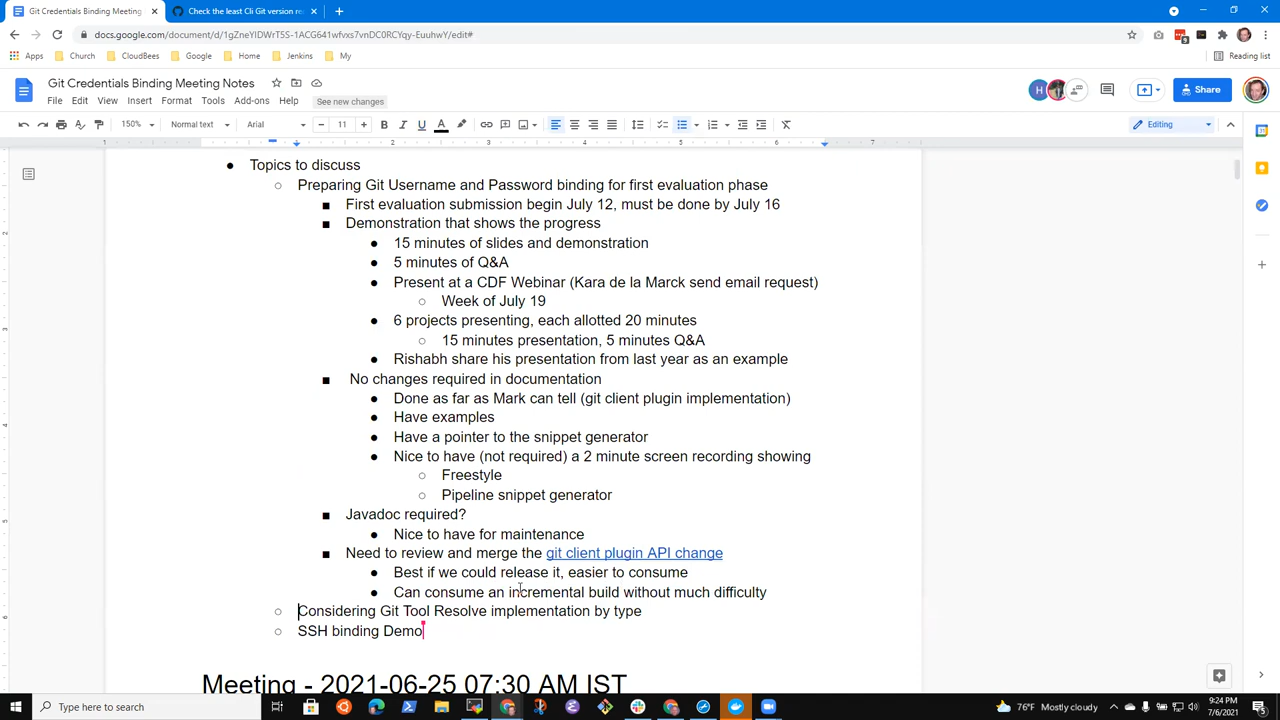 Git Credentials Binding Meeting
Check the least Cli Git version re
docs.google.com/document/d/1gZneYIDWrT5S-1ACG641wfvxs7vnDC0RCYqy-EuuhwY/edit#
Apps
Church
CloudBees
Google
Home
Jenkins
My
Reading list
Git Credentials Binding Meeting Notes
File Edit View Insert Format Tools Add-ons Help
See new changes
H
Share
150%
Normal text
Arial
11
Editing
1 1 2 3 4 5 6 7
Topics to discuss
Preparing Git Username and Password binding for first evaluation phase
First evaluation submission begin July 12, must be done by July 16
Demonstration that shows the progress
15 minutes of slides and demonstration
5 minutes of Q&A
Present at a CDF Webinar (Kara de la Marck send email request)
Week of July 19
6 projects presenting, each allotted 20 minutes
15 minutes presentation, 5 minutes Q&A
Rishabh share his presentation from last year as an example
No changes required in documentation
Done as far as Mark can tell (git client plugin implementation)
Have examples
Have a pointer to the snippet generator
Nice to have (not required) a 2 minute screen recording showing
Freestyle
Pipeline snippet generator
Javadoc required?
Nice to have for maintenance
Need to review and merge the git client plugin API change
Best if we could release it, easier to consume
Can consume an incremental build without much difficulty
Considering Git Tool Resolve implementation by type
SSH binding Demo
Meeting - 2021-06-25 07:30 AM IST
Type here to search
76°F Mostly cloudy
9:24 PM
7/6/2021